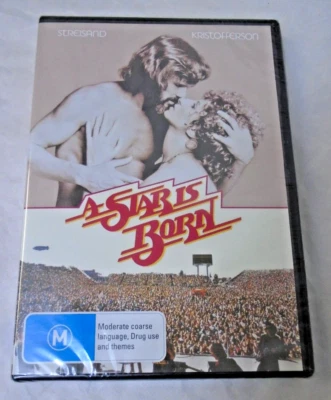 STREISAND
KRISTOFFERSON
A STAR IS
BORN
M
Moderate coarse
language, Drug use
and themes